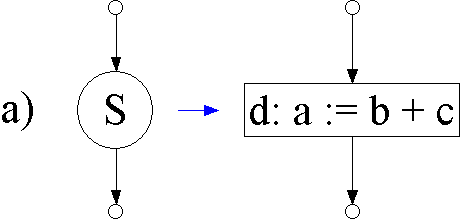 a) S d: a := b + c